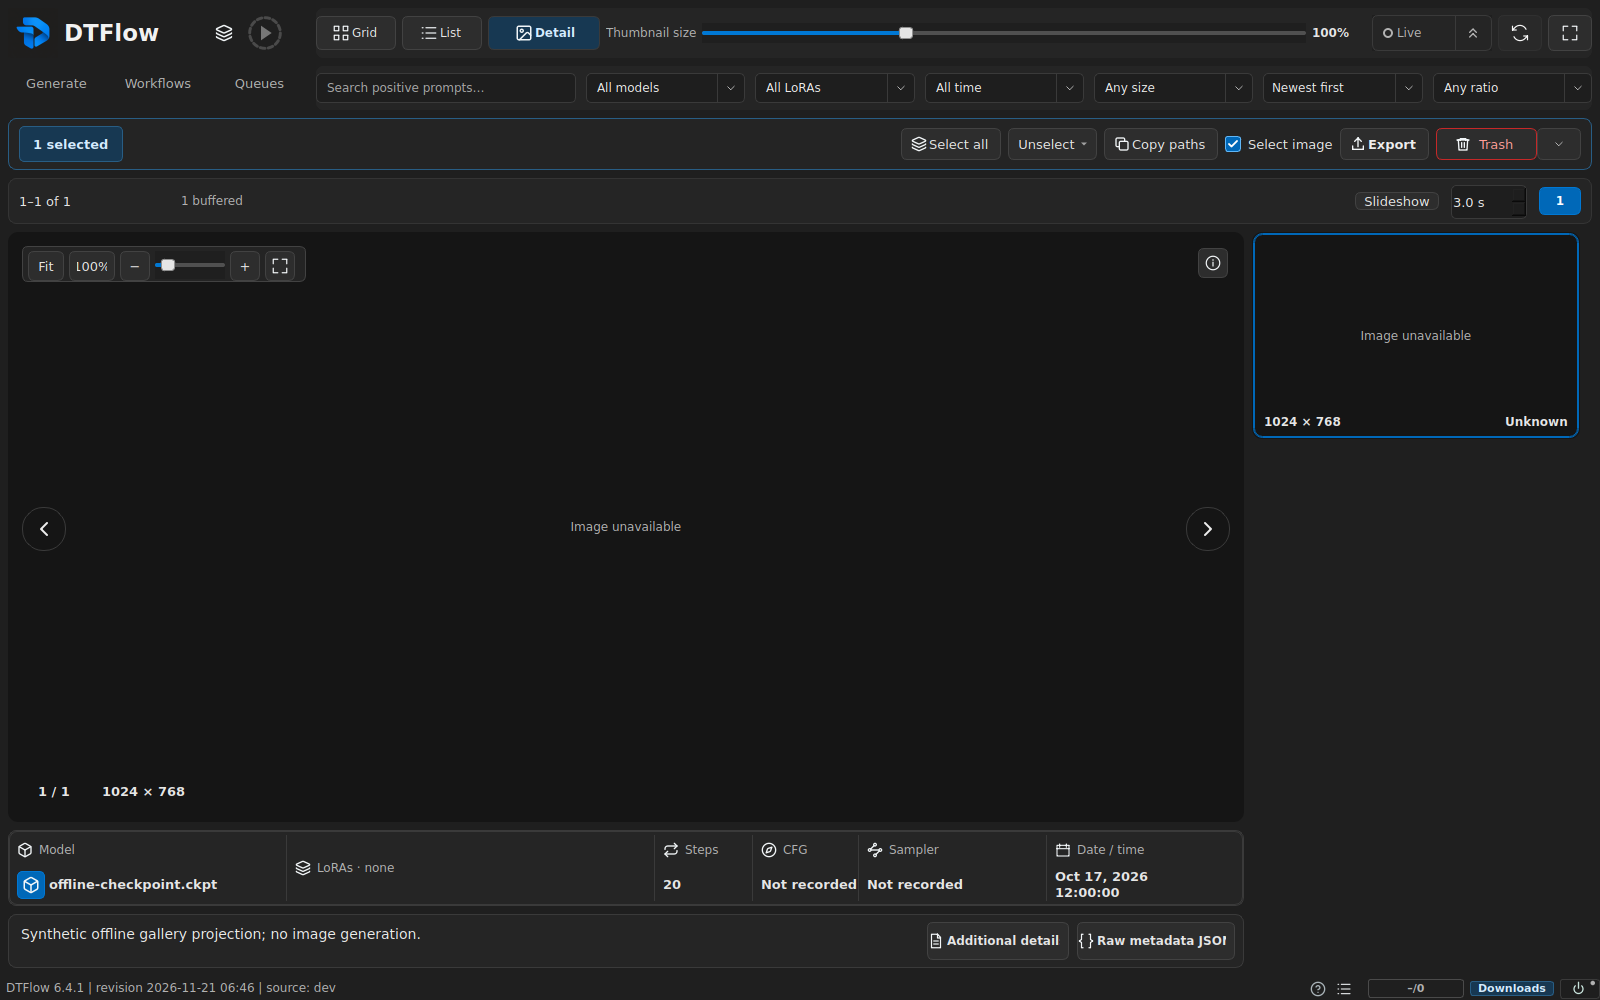 DTFlow
Grid
List
Detail
Thumbnail size
100%
Live
Generate
Workflows
Queues
Search positive prompts...
All models
All LoRAs
All time
Any size
Newest first
Any ratio
1 selected
Select all
Unselect
Copy paths
Select image
Export
Trash
1–1 of 1
1 buffered
Slideshow
3.0 s
1
Fit
100%
−
+
Image unavailable
1024 × 768
Unknown
Image unavailable
1 / 1
1024 × 768
Model
offline-checkpoint.ckpt
LoRAs · none
Steps
20
CFG
Not recorded
Sampler
Not recorded
Date / time
Oct 17, 2026
12:00:00
Synthetic offline gallery projection; no image generation.
Additional detail
Raw metadata JSON
DTFlow 6.4.1 | revision 2026-11-21 06:46 | source: dev
–/0
Downloads